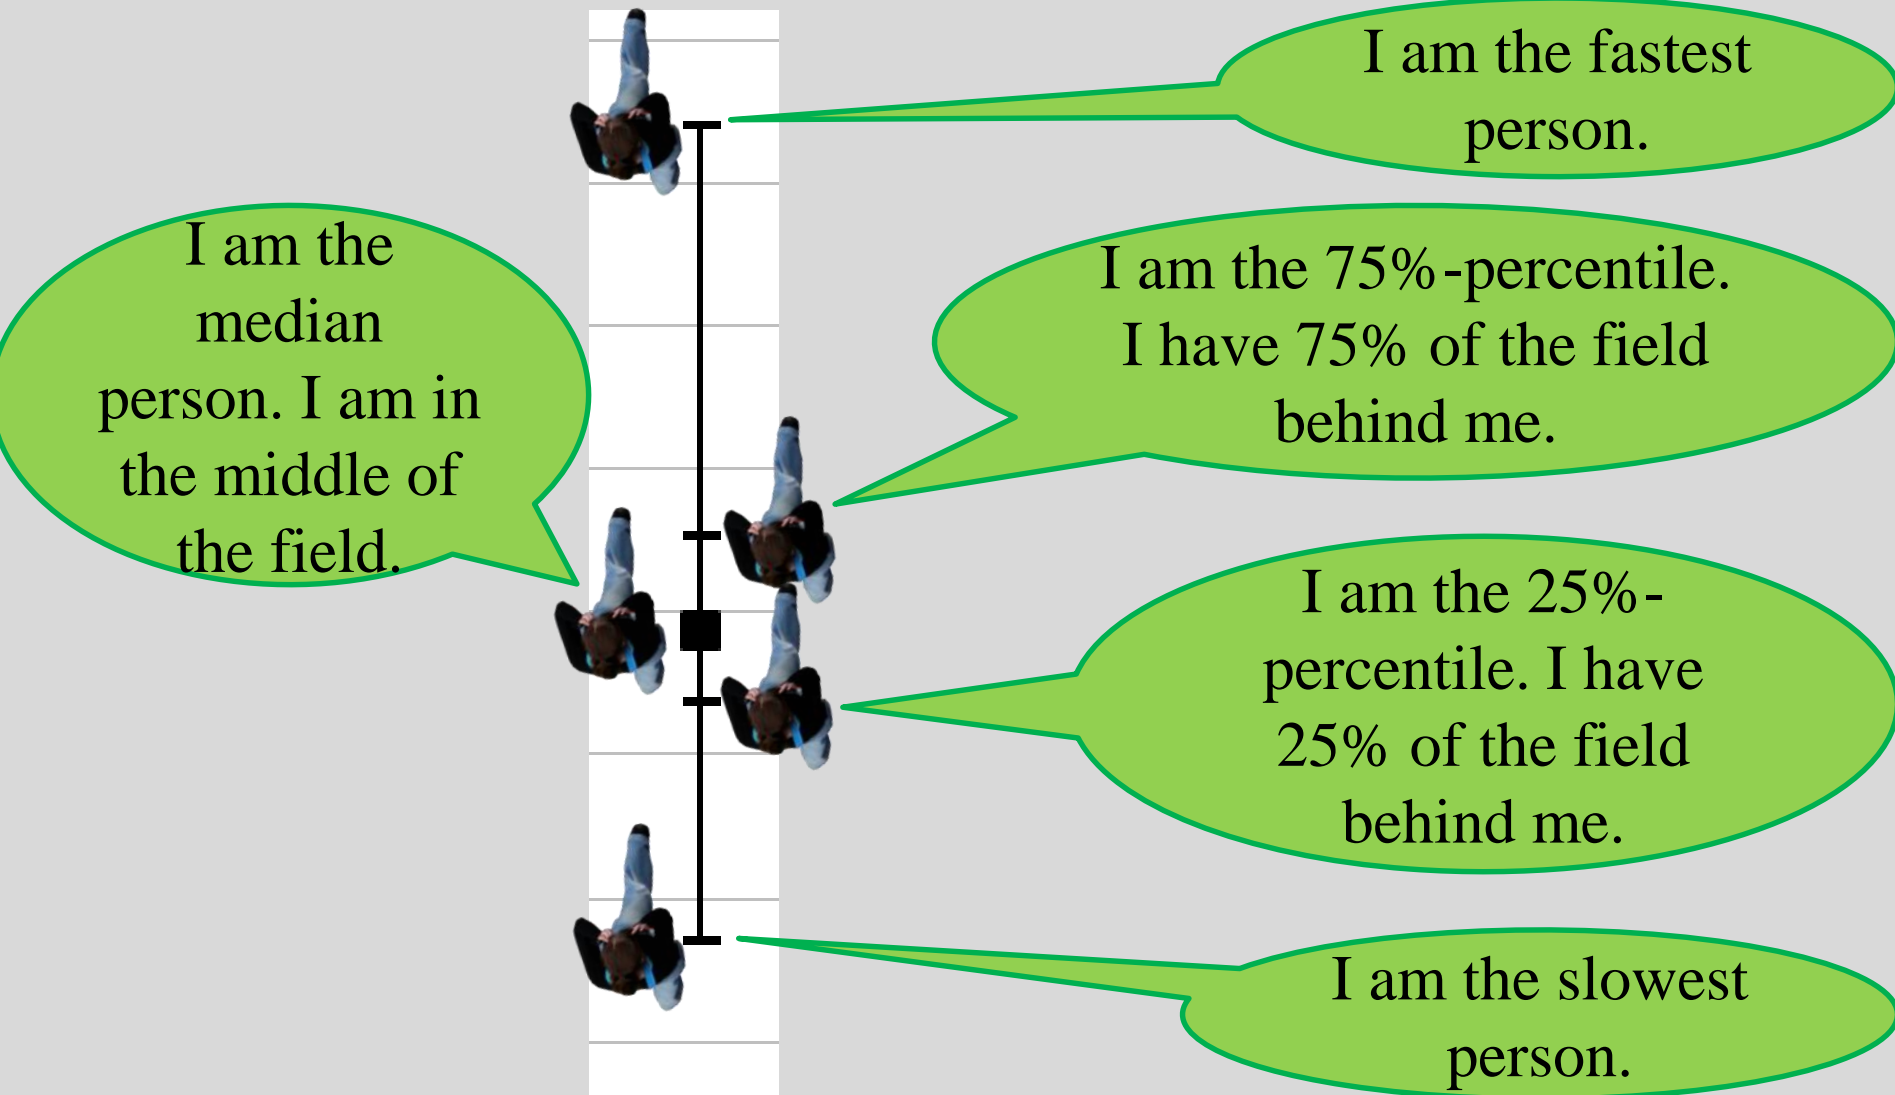 I am the fastest
person.
I am the
median
person. I am in
the middle of
the field.
I am the 75%-percentile.
I have 75% of the field
behind me.
I am the 25%-
percentile. I have
25% of the field
behind me.
I am the slowest
person.